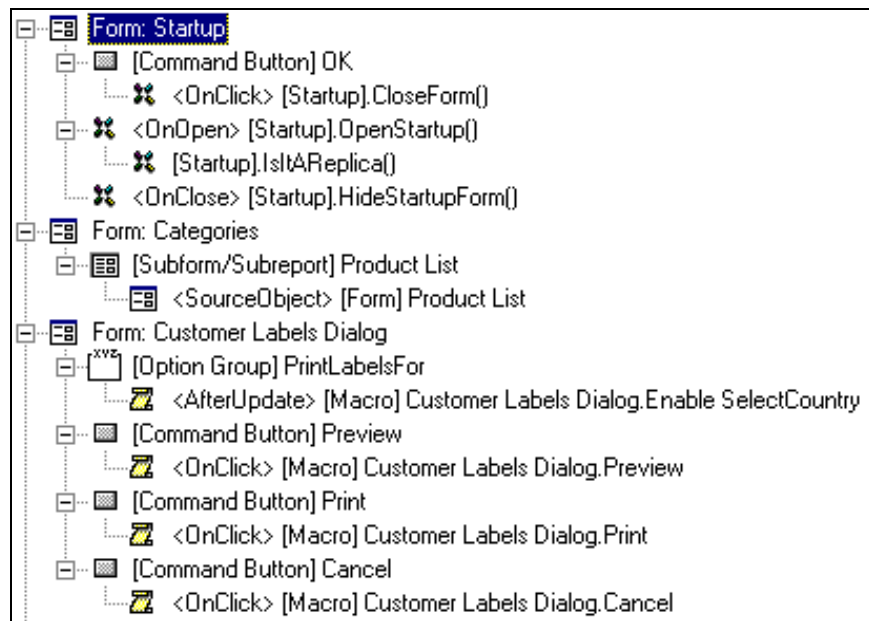 Form: Startup
[Command Button] OK
<OnClick> [Startup].CloseForm()
<OnOpen> [Startup].OpenStartup()
[Startup].IsItAReplica()
<OnClose> [Startup].HideStartupForm()
Form: Categories
[Subform/Subreport] Product List
<SourceObject> [Form] Product List
Form: Customer Labels Dialog
xyz [Option Group] PrintLabelsFor
<AfterUpdate> [Macro] Customer Labels Dialog.Enable SelectCountry
[Command Button] Preview
<OnClick> [Macro] Customer Labels Dialog.Preview
[Command Button] Print
<OnClick> [Macro] Customer Labels Dialog.Print
[Command Button] Cancel
<OnClick> [Macro] Customer Labels Dialog.Cancel